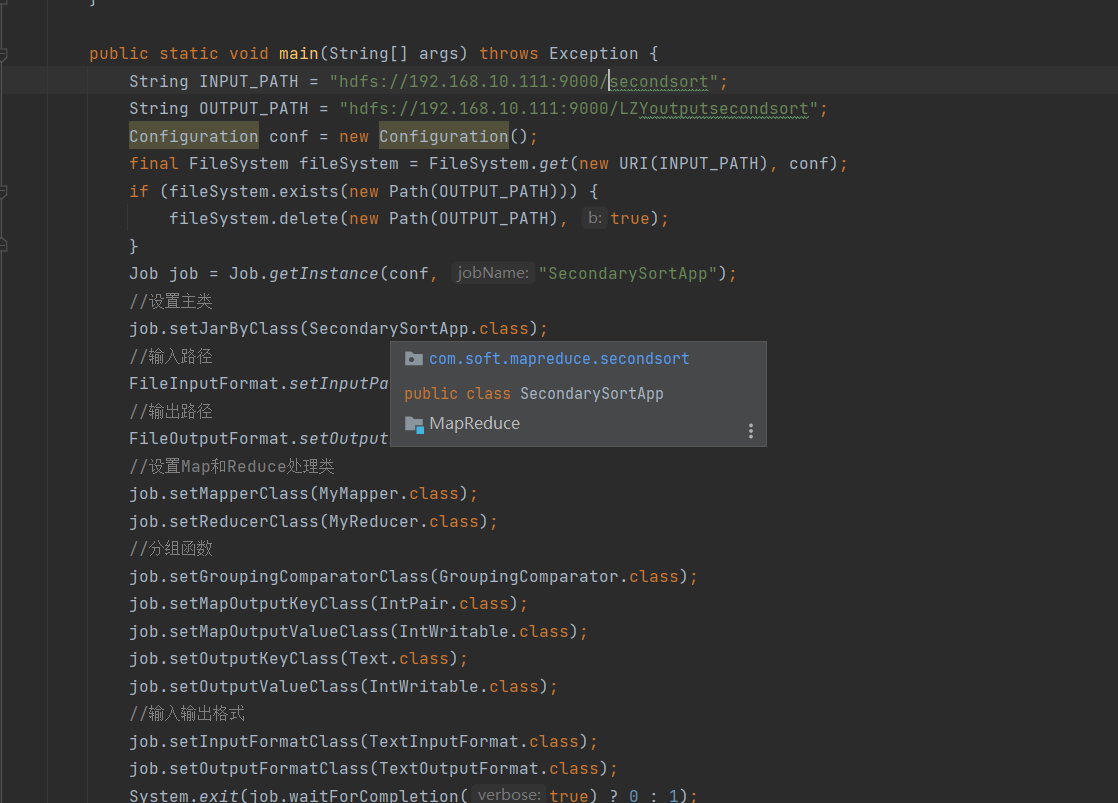 }
public static void main(String[] args) throws Exception {
String INPUT_PATH = "hdfs://192.168.10.111:9000/secondsort";
String OUTPUT_PATH = "hdfs://192.168.10.111:9000/LZYoutputsecondsort";
Configuration conf = new Configuration();
final FileSystem fileSystem = FileSystem.get(new URI(INPUT_PATH), conf);
if (fileSystem.exists(new Path(OUTPUT_PATH))) {
fileSystem.delete(new Path(OUTPUT_PATH), b: true);
}
Job job = Job.getInstance(conf, jobName: "SecondarySortApp");
//设置主类
job.setJarByClass(SecondarySortApp.class);
//输入路径
com.soft.mapreduce.secondsort
FileInputFormat.setInputPa
public class SecondarySortApp
//输出路径
MapReduce
FileOutputFormat.setOutput
//设置Map和Reduce处理类
job.setMapperClass(MyMapper.class);
job.setReducerClass(MyReducer.class);
//分组函数
job.setGroupingComparatorClass(GroupingComparator.class);
job.setMapOutputKeyClass(IntPair.class);
job.setMapOutputValueClass(IntWritable.class);
job.setOutputKeyClass(Text.class);
job.setOutputValueClass(IntWritable.class);
//输入输出格式
job.setInputFormatClass(TextInputFormat.class);
job.setOutputFormatClass(TextOutputFormat.class);
System.exit(job.waitForCompletion( verbose: true) ? 0 : 1);